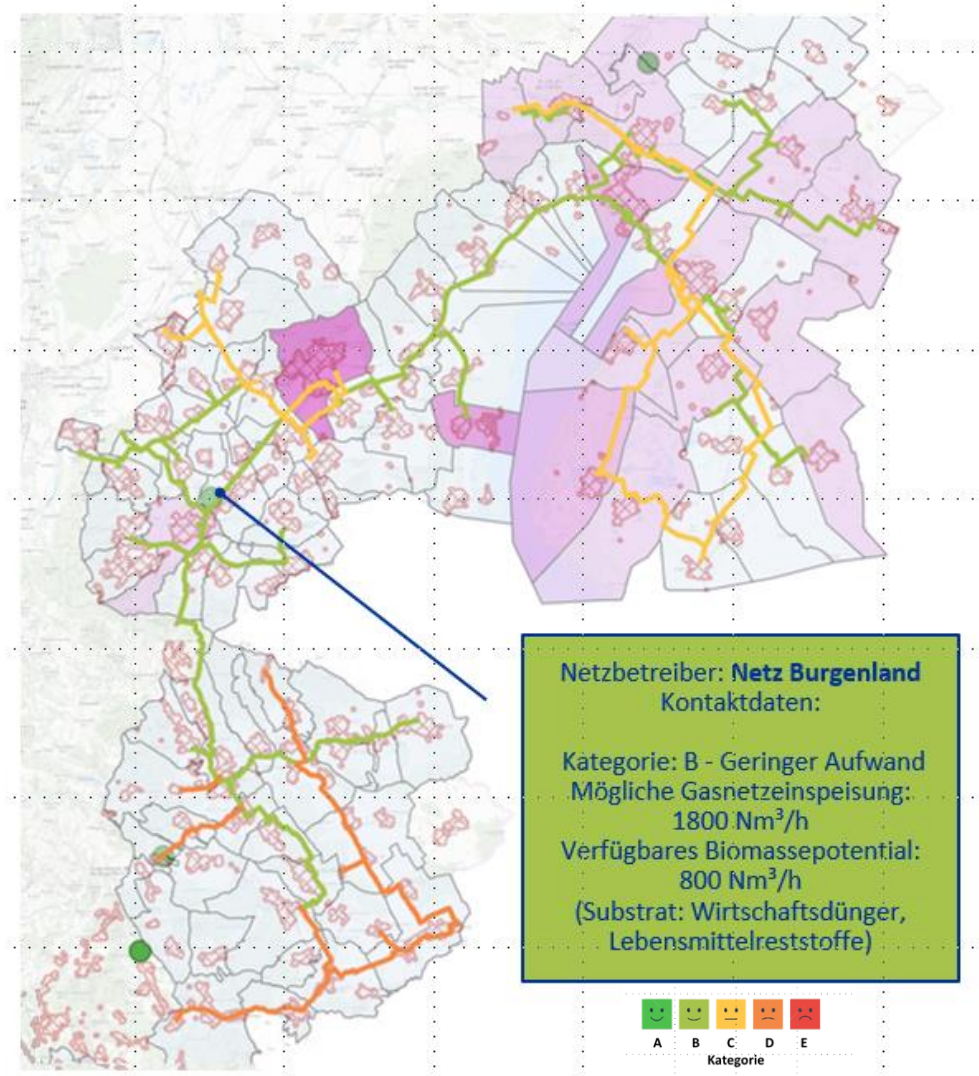 Netzbetreiber: Netz Burgenland
Kontaktdaten:
Kategorie: B - Geringer Aufwand
Mögliche Gasnetzeinspeisung:
1800 Nm³/h
Verfügbares Biomassepotential:
800 Nm³/h
(Substrat: Wirtschaftsdünger,
Lebensmittelreststoffe)
A B C D E
Kategorie